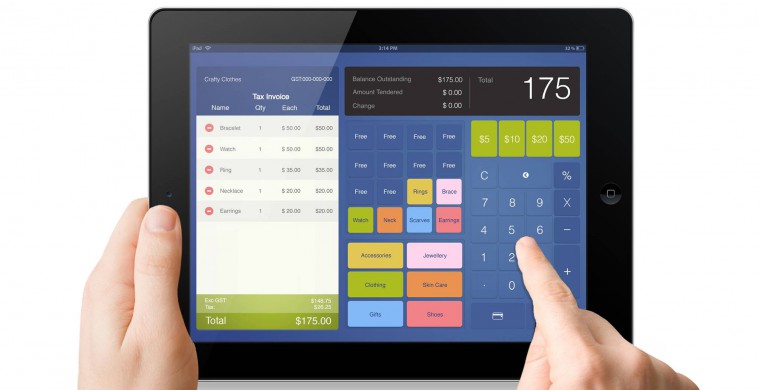 iPad 3:14 PM 32%
Crafty Clothes GST:000-000-000
Tax Invoice
Name Qty Each Total
Bracelet 1 $ 50.00 $50.00
Watch 1 $ 50.00 $50.00
Ring 1 $ 35.00 $35.00
Necklace 1 $ 20.00 $20.00
Earrings 1 $ 20.00 $20.00
Exn GST: $148.75
Tax: $26.25
Total $175.00
Balance Outstanding $175.00
Amount Tendered $ 0.00
Change $ 0.00
Total 175
Free Free Free Free
Free Free Free Free
Free Free Rings Brace
Watch Neck Scarves Earrings
Accessories Jewellery
Clothing Skin Care
Gifts Shoes
$5 $10 $20 $50
C %
7 8 9 X
4 5 6 −
1 2 +
. 0